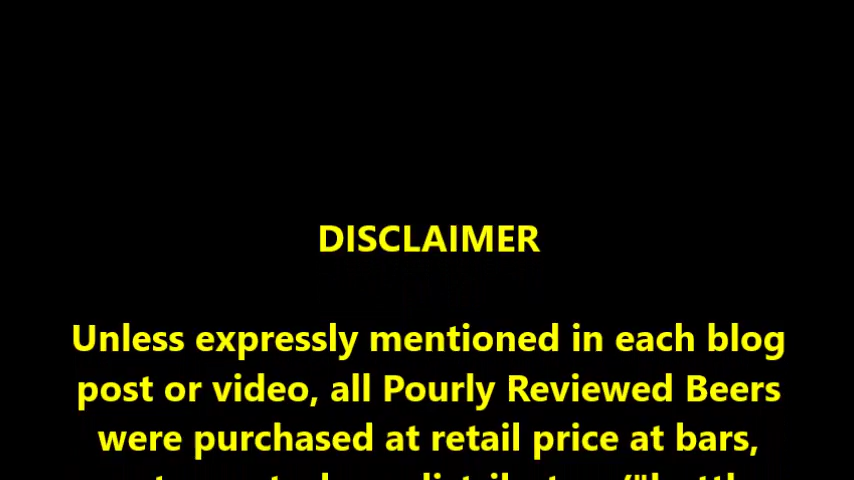 DISCLAIMER
Unless expressly mentioned in each blog
post or video, all Pourly Reviewed Beers
were purchased at retail price at bars,